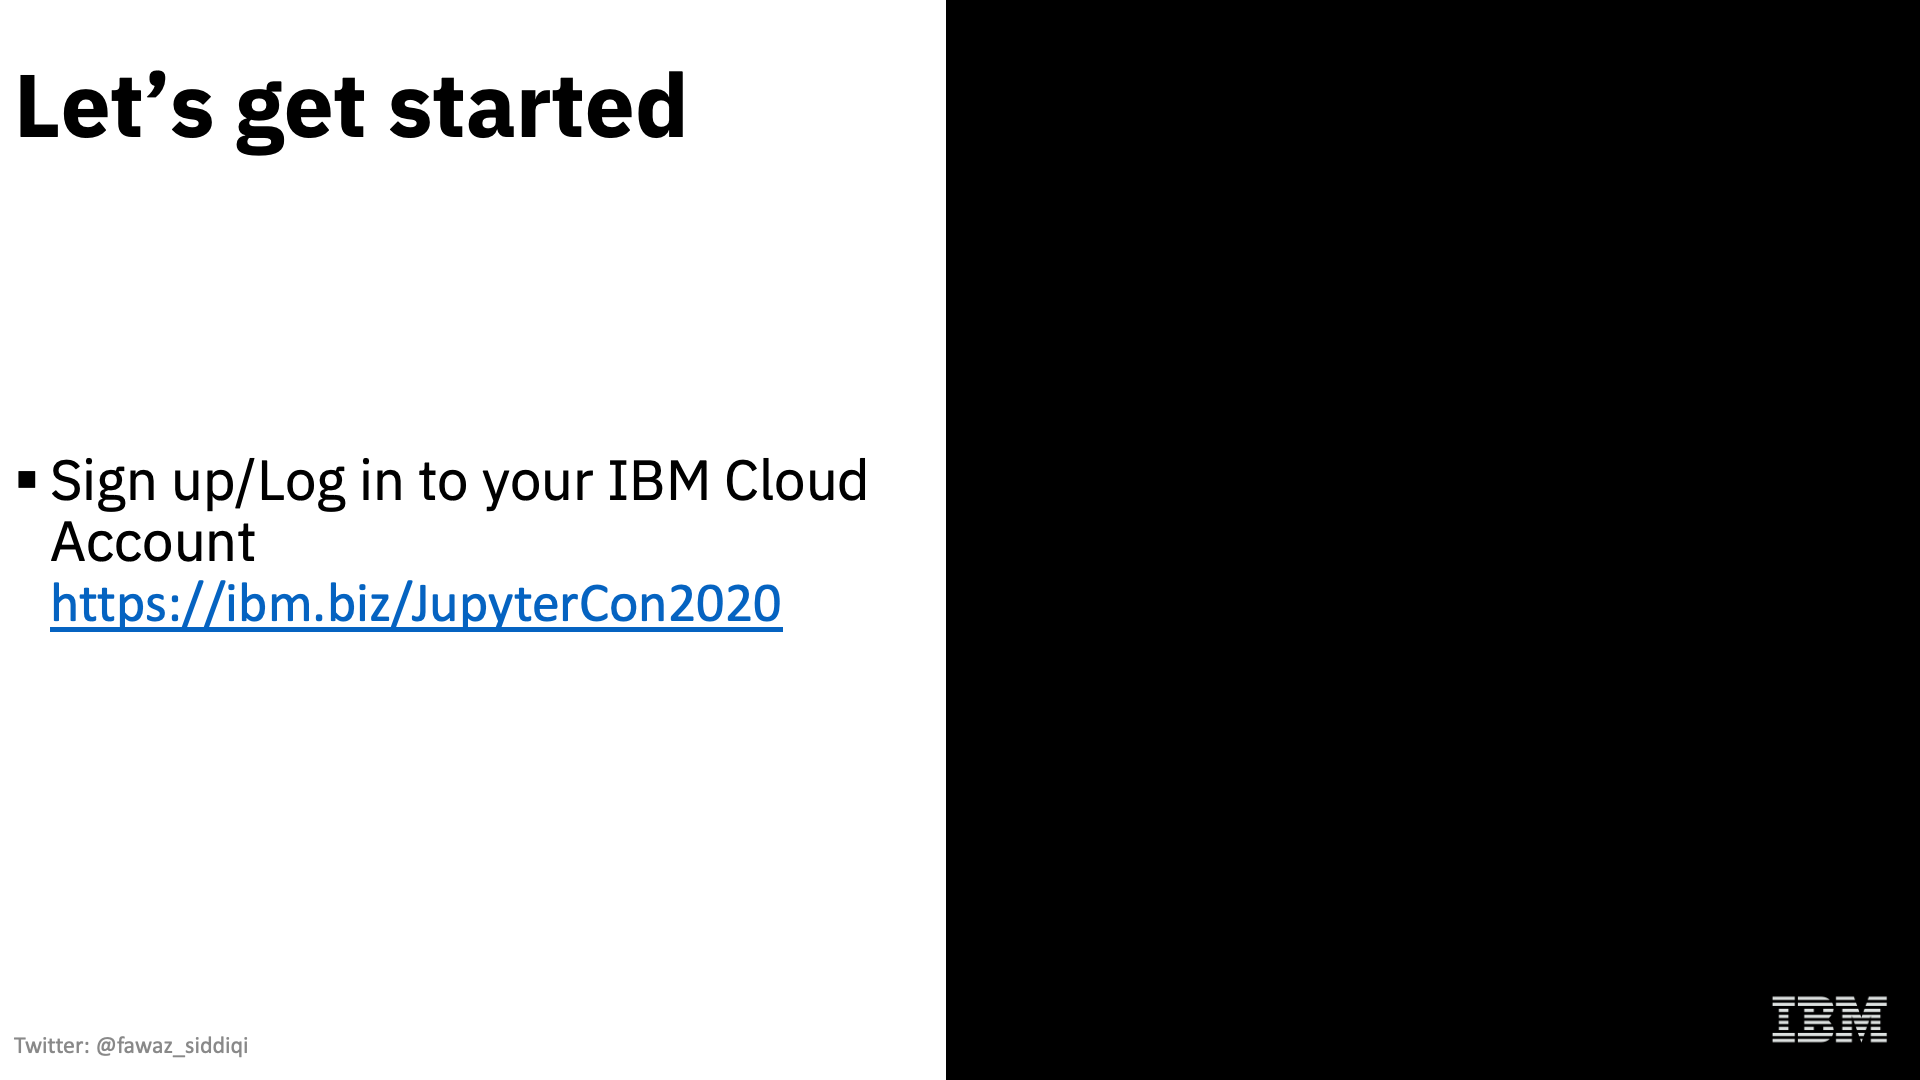 Let’s get started
▪ Sign up/Log in to your IBM Cloud
Account
https://ibm.biz/JupyterCon2020
Twitter: @fawaz_siddiqi
IBM